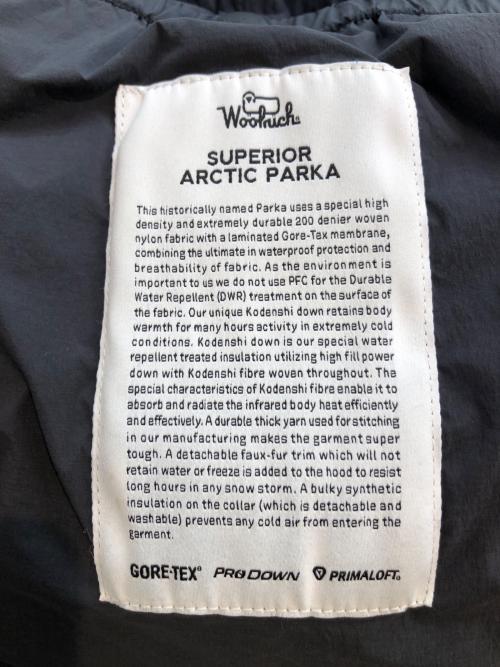 Woolrich
SUPERIOR
ARCTIC PARKA
This historically named Parka uses a special high
density and extremely durable 200 denier woven
nylon fabric with a laminated Gore-Tex membrane,
combining the ultimate in waterproof protection and
breathability of fabric. As the environment is
important to us we do not use PFC for the Durable
Water Repellent (DWR) treatment on the surface of
the fabric. Our unique Kodenshi down retains body
warmth for many hours activity in extremely cold
conditions. Kodenshi down is our special water
repellent treated insulation utilizing high fill power
down with Kodenshi fibre woven throughout. The
special characteristics of Kodenshi fibre enable it to
absorb and radiate the infrared body heat efficiently
and effectively. A durable thick yarn used for stitching
in our manufacturing makes the garment super
tough. A detachable faux-fur trim which will not
retain water or freeze is added to the hood to resist
long hours in any snow storm. A bulky synthetic
insulation on the collar (which is detachable and
washable) prevents any cold air from entering the
garment.
GORE-TEX® PRODOWN PRIMALOFT®